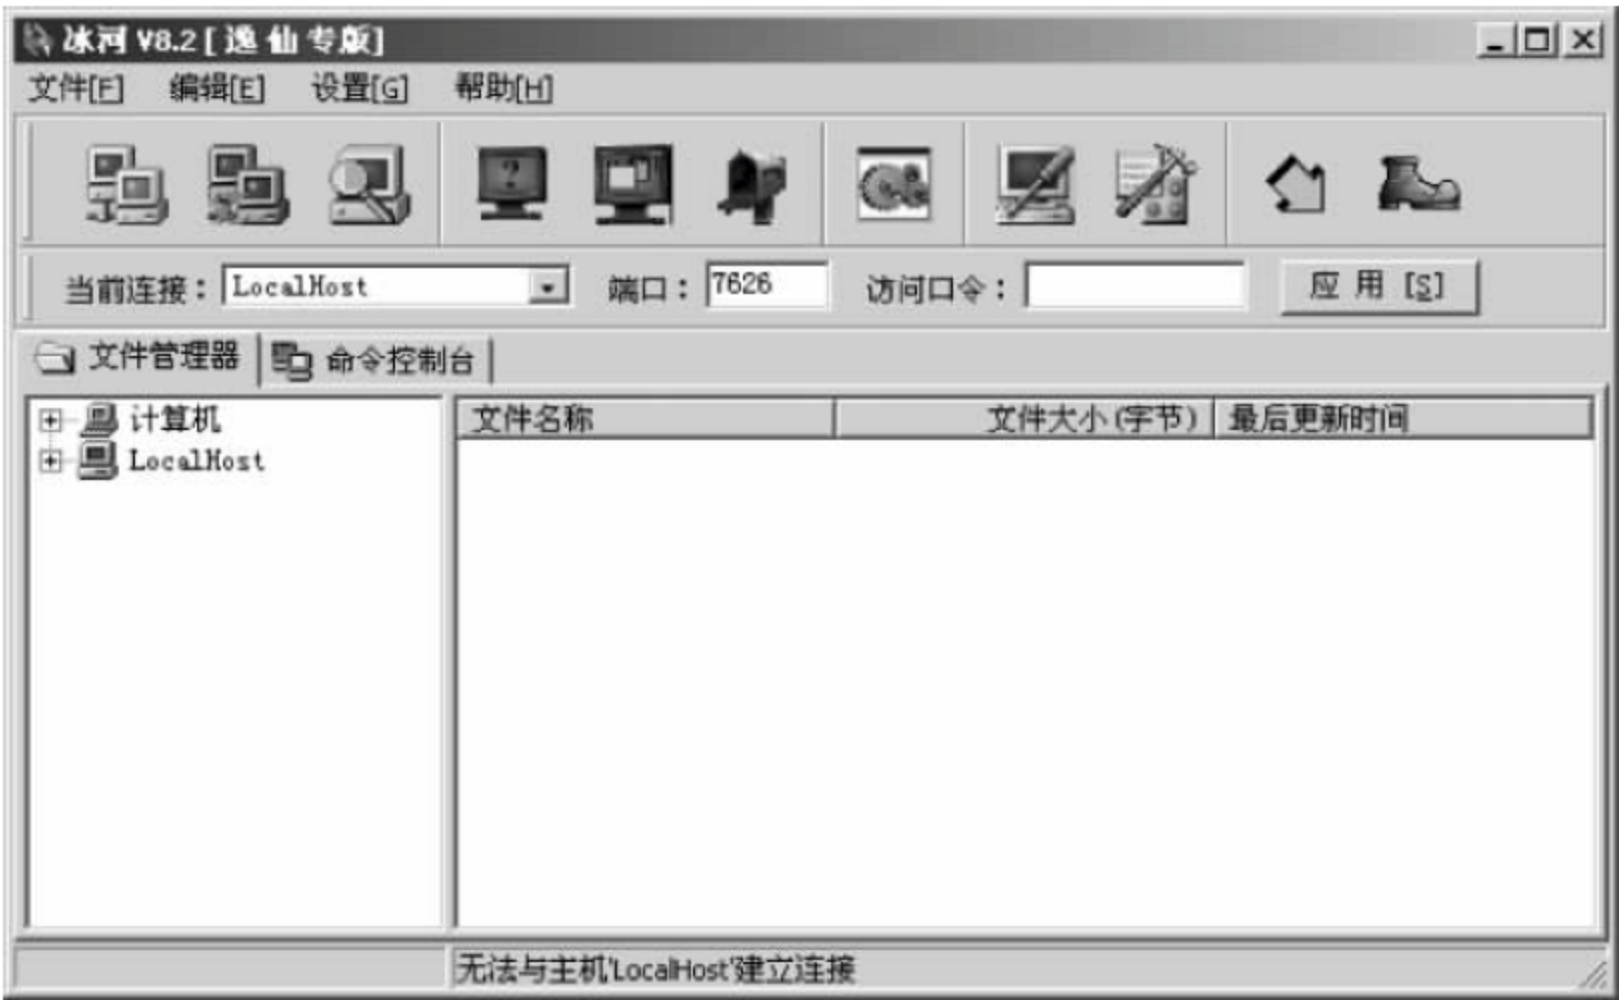 冰河 V8.2 [ 逸 仙 专版]
文件[F] 编辑[E] 设置[G] 帮助[H]
当前连接： LocalHost 端口： 7626 访问口令： 应 用 [S]
文件管理器 命令控制台
计算机 文件名称 文件大小(字节) 最后更新时间
LocalHost
无法与主机'LocalHost'建立连接